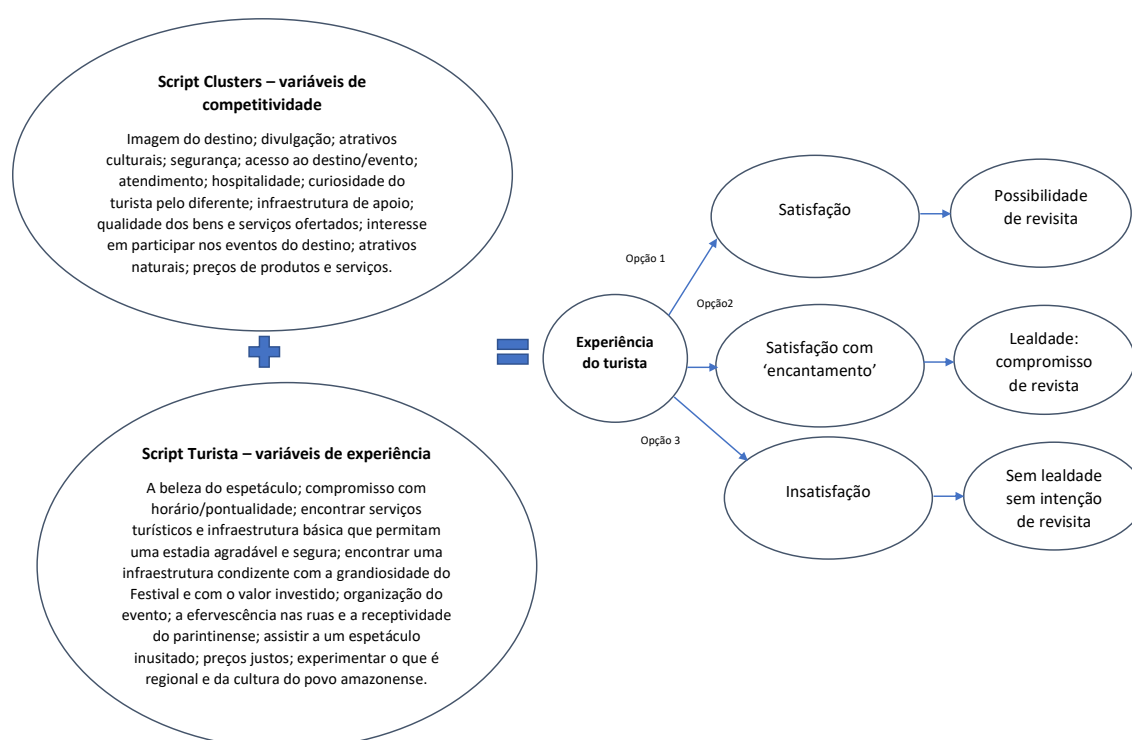 Script Clusters – variáveis de
competitividade
Imagem do destino; divulgação; atrativos
culturais; segurança; acesso ao destino/evento;
atendimento; hospitalidade; curiosidade do
turista pelo diferente; infraestrutura de apoio;
qualidade dos bens e serviços ofertados; interesse
em participar nos eventos do destino; atrativos
naturais; preços de produtos e serviços.
Script Turista – variáveis de experiência
A beleza do espetáculo; compromisso com
horário/pontualidade; encontrar serviços
turísticos e infraestrutura básica que permitam
uma estadia agradável e segura; encontrar uma
infraestrutura condizente com a grandiosidade do
Festival e com o valor investido; organização do
evento; a efervescência nas ruas e a receptividade
do parintinense; assistir a um espetáculo
inusitado; preços justos; experimentar o que é
regional e da cultura do povo amazonense.
Experiência
do turista
Opção 1
Satisfação
Possibilidade
de revisita
Opção2
Satisfação com
‘encantamento’
Lealdade:
compromisso
de revista
Opção 3
Insatisfação
Sem lealdade
sem intenção
de revisita